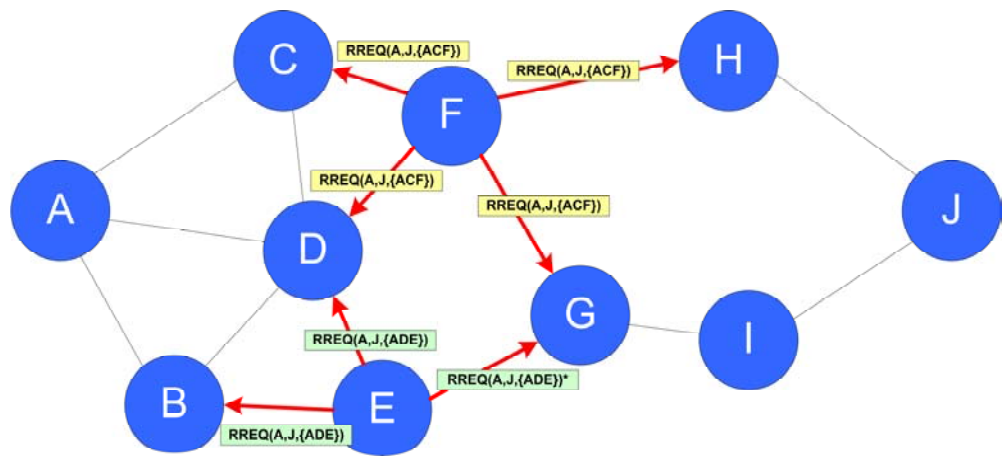 C
RREQ(A,J,{ACF})
RREQ(A,J,{ACF})
H
F
RREQ(A,J,{ACF})
A
RREQ(A,J,{ACF})
J
D
G
I
RREQ(A,J,{ADE})
RREQ(A,J,{ADE})*
B
E
RREQ(A,J,{ADE})